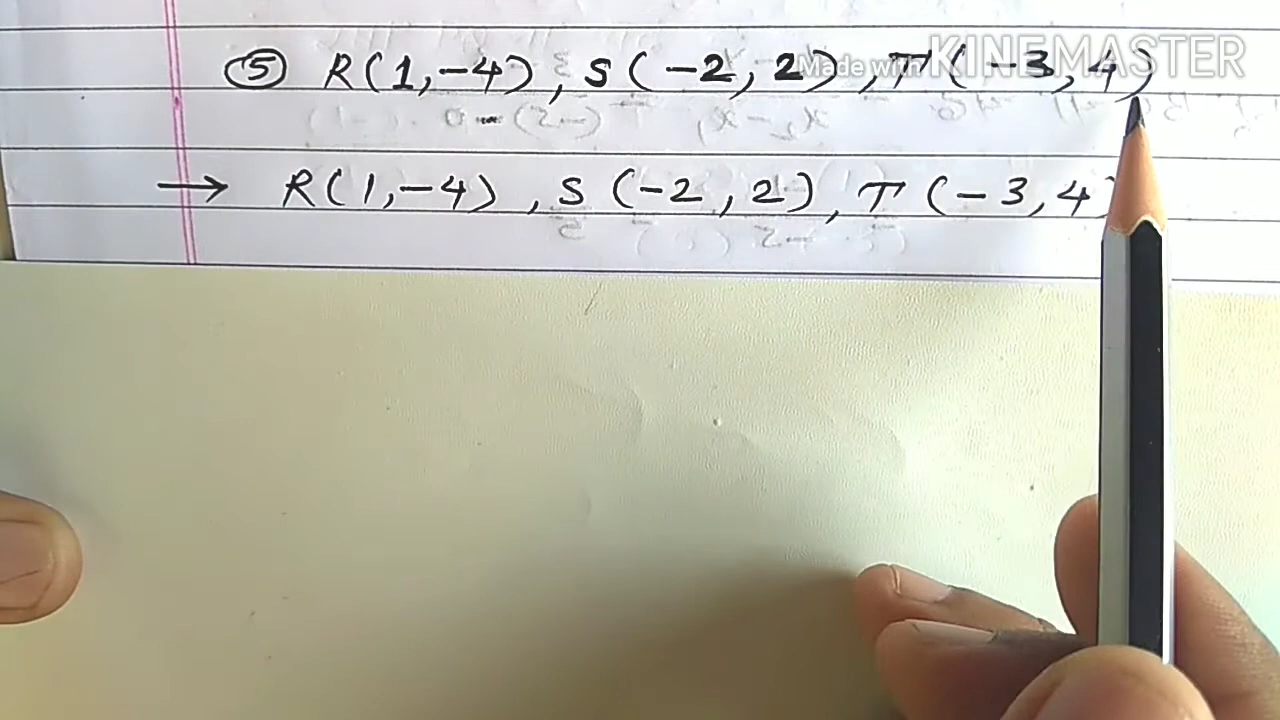 ⑤ R(1,-4), S(-2, 2), T(-3, 4)
Made with KINEMASTER
→ R(1,-4), S(-2, 2), T(-3, 4)